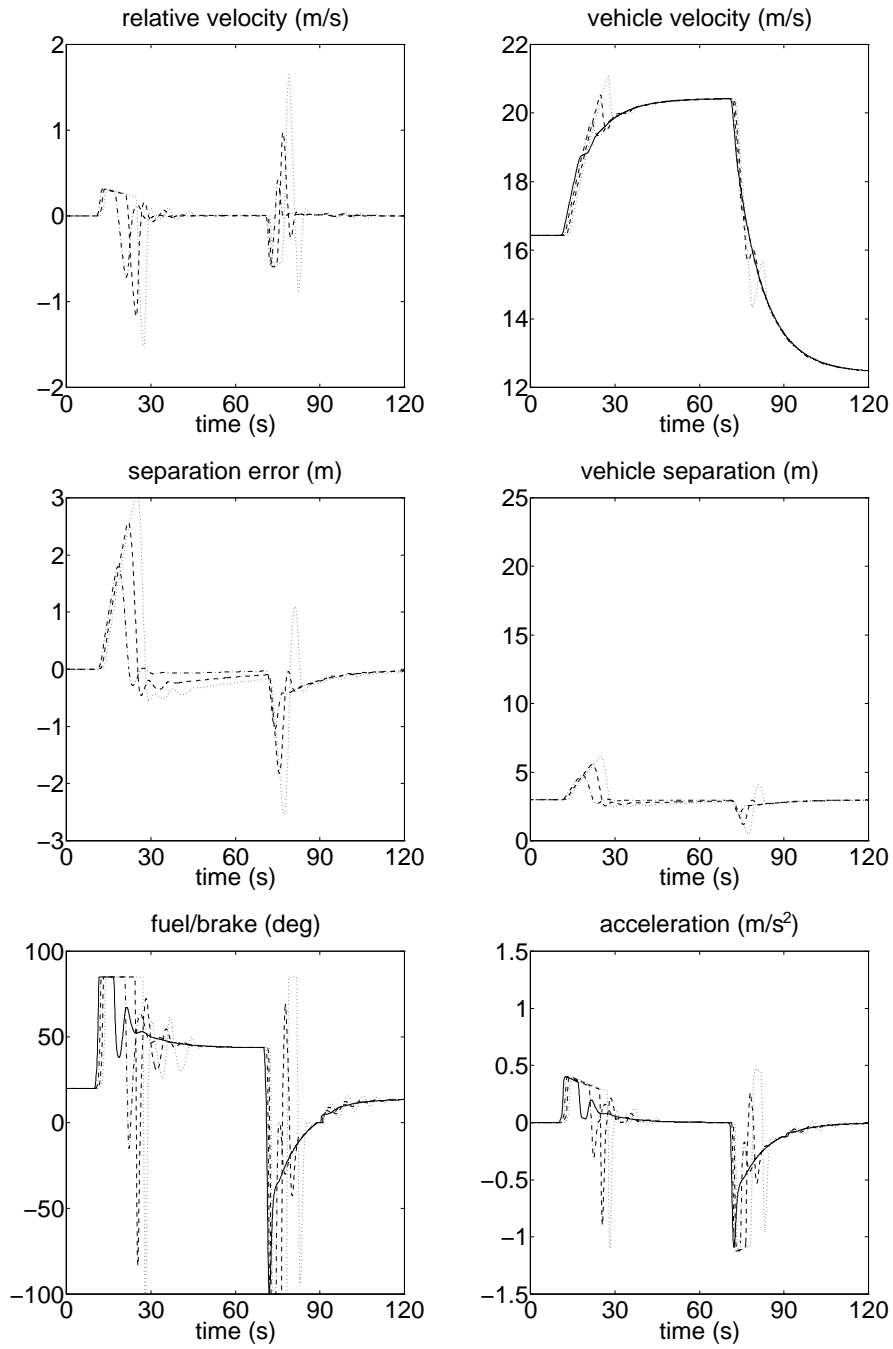 relative velocity (m/s)
2
1
0
−1
−2
0 30 60 90 120
time (s)
vehicle velocity (m/s)
22
20
18
16
14
12
0 30 60 90 120
time (s)
separation error (m)
3
2
1
0
−1
−2
−3
0 30 60 90 120
time (s)
vehicle separation (m)
25
20
15
10
5
0
0 30 60 90 120
time (s)
fuel/brake (deg)
100
50
0
−50
−100
0 30 60 90 120
time (s)
acceleration (m/s²)
1.5
1
0.5
0
−0.5
−1
−1.5
0 30 60 90 120
time (s)